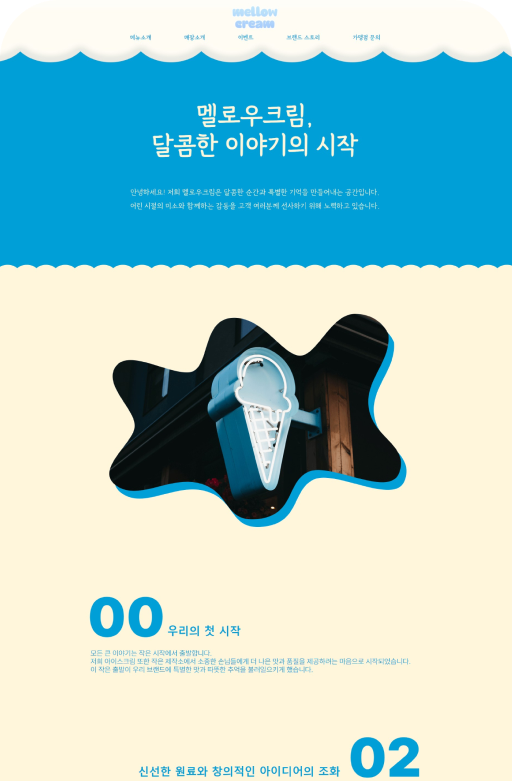 mellow
cream
메뉴소개 매장소개 이벤트 브랜드 스토리 가맹점 문의
멜로우크림,
달콤한 이야기의 시작
안녕하세요! 저희 멜로우크림은 달콤한 순간과 특별한 기억을 만들어내는 공간입니다.
어린 시절의 미소와 함께하는 감동을 고객 여러분께 선사하기 위해 노력하고 있습니다.
00 우리의 첫 시작
모든 큰 이야기는 작은 시작에서 출발합니다.
저희 아이스크림 또한 작은 제작소에서 소중한 손님들에게 더 나은 맛과 품질을 제공하려는 마음으로 시작되었습니다.
이 작은 출발이 우리 브랜드에 특별한 맛과 따뜻한 추억을 불러일으키게 했습니다.
신선한 원료와 창의적인 아이디어의 조화 02